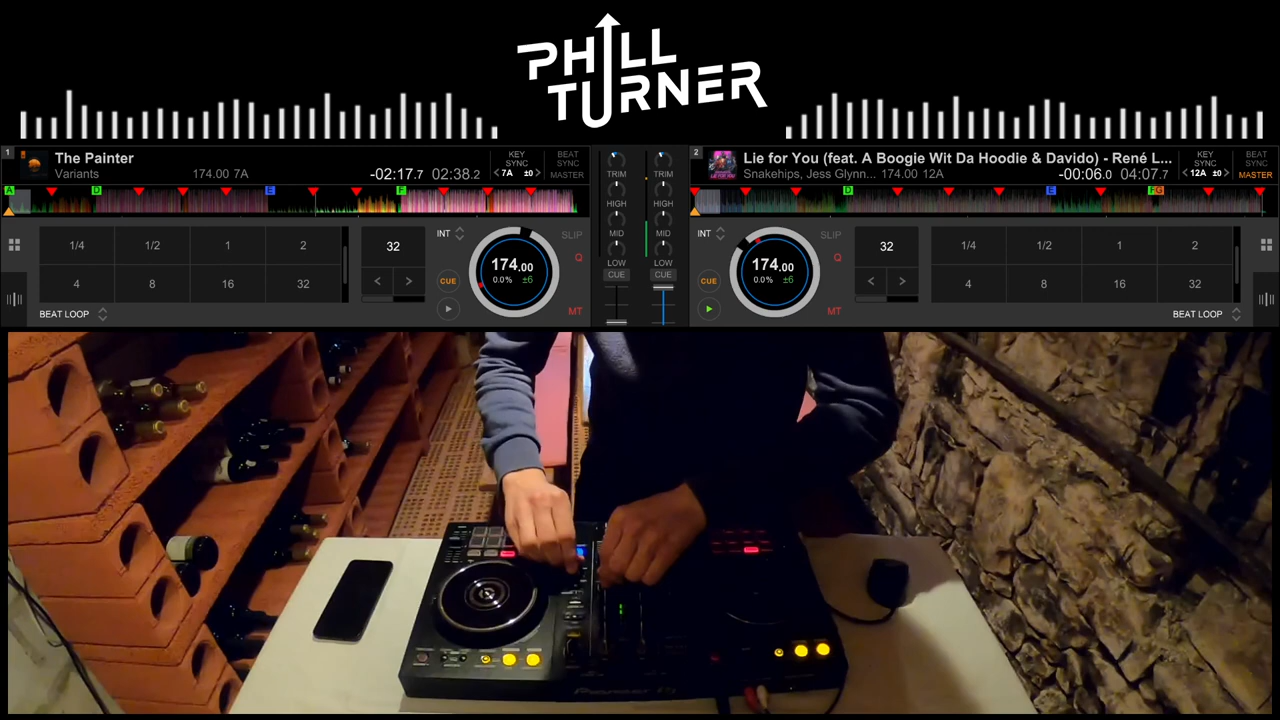 PHILL
TURNER
1
The Painter
Variants
174.00 7A
-02:17.7 02:38.2
KEY
SYNC
7A ±0
BEAT
SYNC
MASTER
A
D
E
F
1/4 1/2 1 2
4 8 16 32
BEAT LOOP
32
INT
CUE
174.00
0.0% ±6
SLIP
Q
MT
TRIM TRIM
HIGH HIGH
MID MID
LOW LOW
CUE CUE
2
Lie for You (feat. A Boogie Wit Da Hoodie & Davido) - René L...
Snakehips, Jess Glynn... 174.00 12A
-00:06.0 04:07.7
KEY
SYNC
12A ±0
BEAT
SYNC
MASTER
D
E
F G
INT
CUE
174.00
0.0% ±6
SLIP
Q
MT
32
1/4 1/2 1 2
4 8 16 32
BEAT LOOP
Pioneer DJ